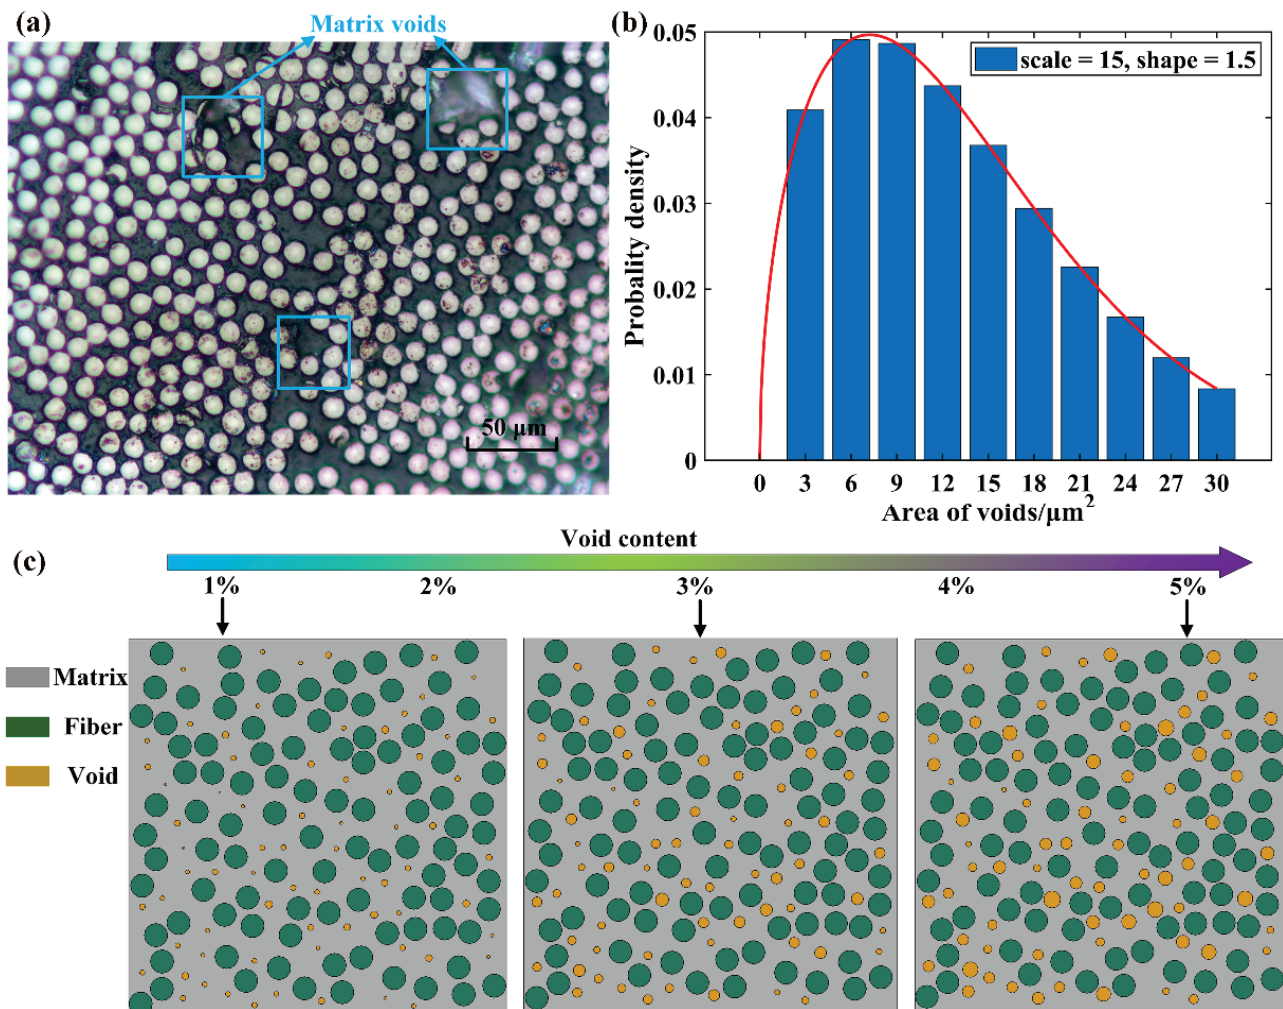 (a)
Matrix voids
50 μm
(b)
scale = 15, shape = 1.5
Probality density
0.05
0.04
0.03
0.02
0.01
0
0 3 6 9 12 15 18 21 24 27 30
Area of voids/μm²
(c)
Void content
1% 2% 3% 4% 5%
Matrix
Fiber
Void